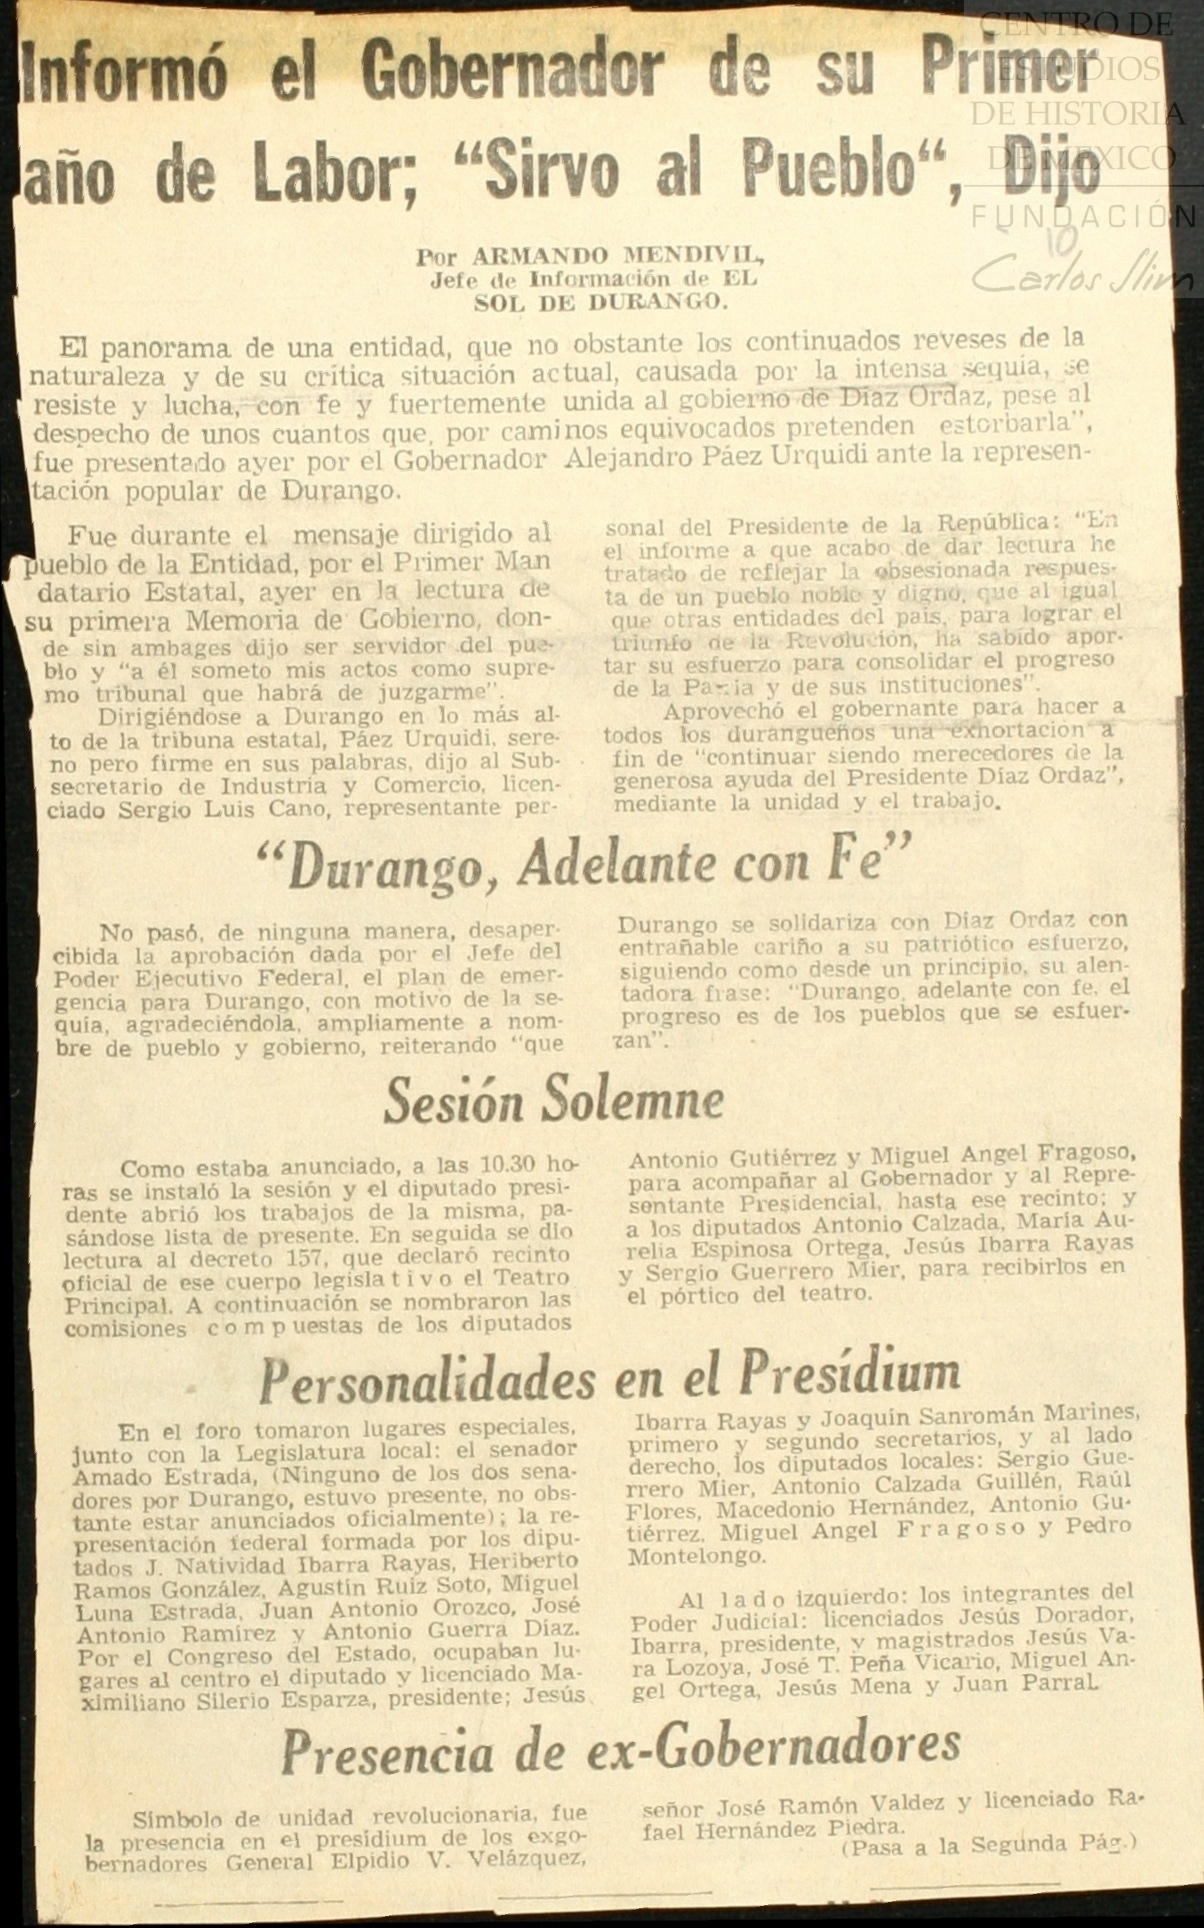 CENTRO DE
ESTUDIOS
DE HISTORIA
DE MEXICO
FUNDACIÓN
Carlos Slim
10
Informó el Gobernador de su Primer
año de Labor; “Sirvo al Pueblo“, Dijo
Por ARMANDO MENDIVIL,
Jefe de Información de EL
SOL DE DURANGO.
El panorama de una entidad, que no obstante los continuados reveses de la
naturaleza y de su crítica situación actual, causada por la intensa sequía, se
resiste y lucha, con fe y fuertemente unida al gobierno de Díaz Ordaz, pese al
despecho de unos cuantos que, por caminos equivocados pretenden estorbarla",
fue presentado ayer por el Gobernador Alejandro Páez Urquidi ante la represen-
tación popular de Durango.
Fue durante el mensaje dirigido al
pueblo de la Entidad, por el Primer Man
datario Estatal, ayer en la lectura de
su primera Memoria de Gobierno, don-
de sin ambages dijo ser servidor del pue-
blo y "a él someto mis actos como supre-
mo tribunal que habrá de juzgarme".
Dirigiéndose a Durango en lo más al-
to de la tribuna estatal, Páez Urquidi, sere-
no pero firme en sus palabras, dijo al Sub-
secretario de Industria y Comercio, licen-
ciado Sergio Luis Cano, representante per-
sonal del Presidente de la República: "En
el informe a que acabo de dar lectura he
tratado de reflejar la obsesionada respues-
ta de un pueblo noble y digno, que al igual
que otras entidades del país, para lograr el
triunfo de la Revolución, ha sabido apor-
tar su esfuerzo para consolidar el progreso
de la Patria y de sus instituciones".
Aprovechó el gobernante para hacer a
todos los durangueños una exhortación a
fin de "continuar siendo merecedores de la
generosa ayuda del Presidente Díaz Ordaz",
mediante la unidad y el trabajo.
“Durango, Adelante con Fe”
No pasó, de ninguna manera, desaper-
cibida la aprobación dada por el Jefe del
Poder Ejecutivo Federal, el plan de emer-
gencia para Durango, con motivo de la se-
quía, agradeciéndola, ampliamente a nom-
bre de pueblo y gobierno, reiterando "que
Durango se solidariza con Díaz Ordaz con
entrañable cariño a su patriótico esfuerzo,
siguiendo como desde un principio, su alen-
tadora frase: "Durango, adelante con fe, el
progreso es de los pueblos que se esfuer-
zan".
Sesión Solemne
Como estaba anunciado, a las 10.30 ho-
ras se instaló la sesión y el diputado presi-
dente abrió los trabajos de la misma, pa-
sándose lista de presente. En seguida se dio
lectura al decreto 157, que declaró recinto
oficial de ese cuerpo legislativo el Teatro
Principal. A continuación se nombraron las
comisiones compuestas de los diputados
Antonio Gutiérrez y Miguel Angel Fragoso,
para acompañar al Gobernador y al Repre-
sentante Presidencial, hasta ese recinto; y
a los diputados Antonio Calzada, María Au-
relia Espinosa Ortega, Jesús Ibarra Rayas
y Sergio Guerrero Mier, para recibirlos en
el pórtico del teatro.
Personalidades en el Presídium
En el foro tomaron lugares especiales,
junto con la Legislatura local: el senador
Amado Estrada, (Ninguno de los dos sena-
dores por Durango, estuvo presente, no obs-
tante estar anunciados oficialmente); la re-
presentación federal formada por los dipu-
tados J. Natividad Ibarra Rayas, Heriberto
Ramos González, Agustín Ruiz Soto, Miguel
Luna Estrada, Juan Antonio Orozco, José
Antonio Ramírez y Antonio Guerra Díaz.
Por el Congreso del Estado, ocupaban lu-
gares al centro el diputado y licenciado Ma-
ximiliano Silerio Esparza, presidente; Jesús
Ibarra Rayas y Joaquín Sanromán Marines,
primero y segundo secretarios, y al lado
derecho, los diputados locales: Sergio Gue-
rrero Mier, Antonio Calzada Guillén, Raúl
Flores, Macedonio Hernández, Antonio Gu-
tiérrez, Miguel Angel Fragoso y Pedro
Montelongo.
Al lado izquierdo: los integrantes del
Poder Judicial: licenciados Jesús Dorador,
Ibarra, presidente, y magistrados Jesús Va-
ra Lozoya, José T. Peña Vicario, Miguel An-
gel Ortega, Jesús Mena y Juan Parral.
Presencia de ex-Gobernadores
Símbolo de unidad revolucionaria, fue
la presencia en el presídium de los exgo-
bernadores General Elpidio V. Velázquez,
señor José Ramón Valdez y licenciado Ra-
fael Hernández Piedra.
(Pasa a la Segunda Pág.)